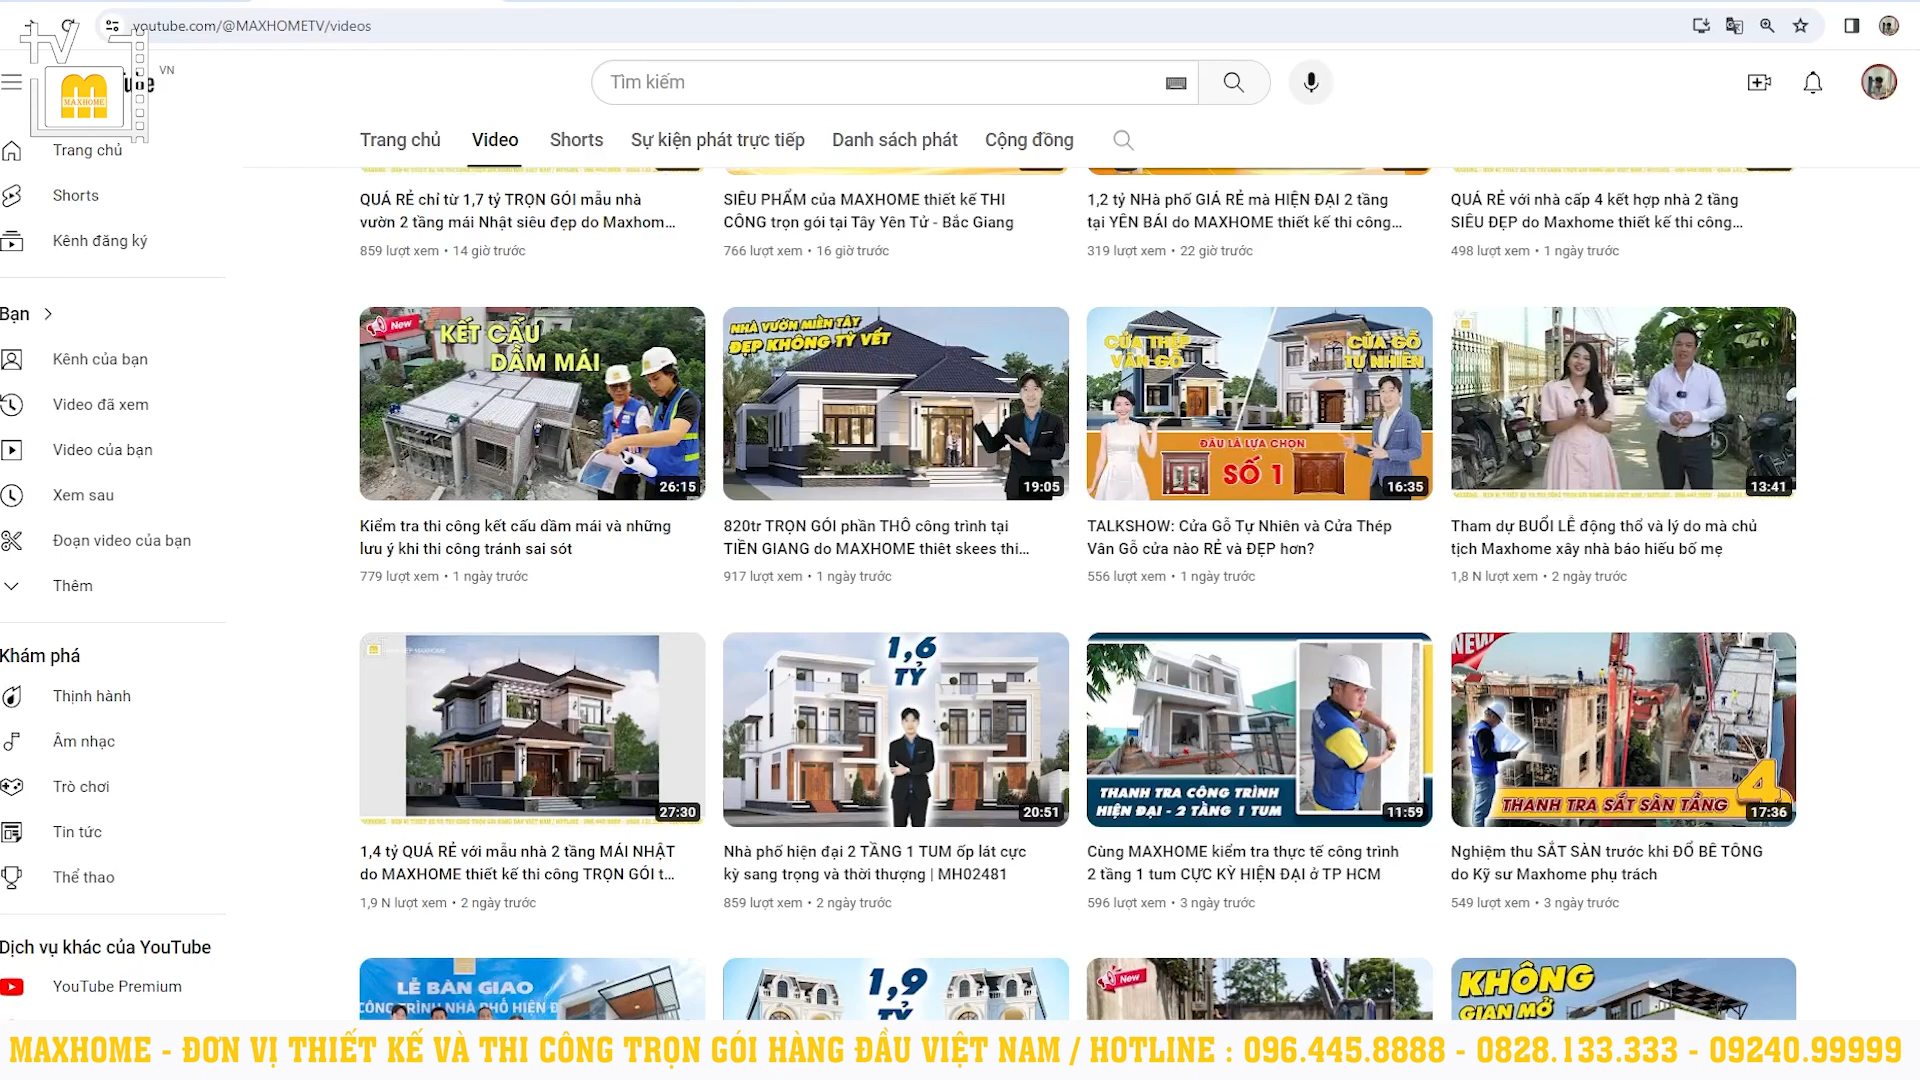 youtube.com/@MAXHOMETV/videos
VN
Tìm kiếm
MAXHOME
Trang chủ
Video
Shorts
Sự kiện phát trực tiếp
Danh sách phát
Cộng đồng
Trang chủ
Shorts
Kênh đăng ký
Bạn
Kênh của bạn
Video đã xem
Video của bạn
Xem sau
Đoạn video của bạn
Thêm
Khám phá
Thịnh hành
Âm nhạc
Trò chơi
Tin tức
Thể thao
Dịch vụ khác của YouTube
YouTube Premium
QUÁ RẺ chỉ từ 1,7 tỷ TRỌN GÓI mẫu nhà
vườn 2 tầng mái Nhật siêu đẹp do Maxhom...
859 lượt xem • 14 giờ trước
SIÊU PHẨM của MAXHOME thiết kế THI
CÔNG trọn gói tại Tây Yên Tử - Bắc Giang
766 lượt xem • 16 giờ trước
1,2 tỷ NHà phố GIÁ RẺ mà HIỆN ĐẠI 2 tầng
tại YÊN BÁI do MAXHOME thiết kế thi công...
319 lượt xem • 22 giờ trước
QUÁ RẺ với nhà cấp 4 kết hợp nhà 2 tầng
SIÊU ĐẸP do Maxhome thiết kế thi công...
498 lượt xem • 1 ngày trước
New
KẾT CẤU
DẦM MÁI
26:15
Kiểm tra thi công kết cấu dầm mái và những
lưu ý khi thi công tránh sai sót
779 lượt xem • 1 ngày trước
NHÀ VƯỜN MIỀN TÂY
ĐẸP KHÔNG TỲ VẾT
19:05
820tr TRỌN GÓI phần THÔ công trình tại
TIỀN GIANG do MAXHOME thiêt skees thi...
917 lượt xem • 1 ngày trước
CỬA THÉP
VÂN GỖ
CỬA GỖ
TỰ NHIÊN
ĐÂU LÀ LỰA CHỌN
SỐ 1
16:35
TALKSHOW: Cửa Gỗ Tự Nhiên và Cửa Thép
Vân Gỗ cửa nào RẺ và ĐẸP hơn?
556 lượt xem • 1 ngày trước
13:41
Tham dự BUỔI LỄ động thổ và lý do mà chủ
tịch Maxhome xây nhà báo hiếu bố mẹ
1,8 N lượt xem • 2 ngày trước
27:30
1,4 tỷ QUÁ RẺ với mẫu nhà 2 tầng MÁI NHẬT
do MAXHOME thiết kế thi công TRỌN GÓI t...
1,9 N lượt xem • 2 ngày trước
1,6
TỶ
20:51
Nhà phố hiện đại 2 TẦNG 1 TUM ốp lát cực
kỳ sang trọng và thời thượng | MH02481
859 lượt xem • 2 ngày trước
THANH TRA CÔNG TRÌNH
HIỆN ĐẠI - 2 TẦNG 1 TUM
11:59
Cùng MAXHOME kiểm tra thực tế công trình
2 tầng 1 tum CỰC KỲ HIỆN ĐẠI ở TP HCM
596 lượt xem • 3 ngày trước
NEW
THANH TRA SẮT SÀN TẦNG 4
17:36
Nghiệm thu SẮT SÀN trước khi ĐỔ BÊ TÔNG
do Kỹ sư Maxhome phụ trách
549 lượt xem • 3 ngày trước
LỄ BÀN GIAO
CÔNG TRÌNH NHÀ PHỐ HIỆN Đ
1,9
TỶ
New
KHÔNG
GIAN MỞ
MAXHOME - ĐƠN VỊ THIẾT KẾ VÀ THI CÔNG TRỌN GÓI HÀNG ĐẦU VIỆT NAM / HOTLINE : 096.445.8888 - 0828.133.333 - 09240.99999